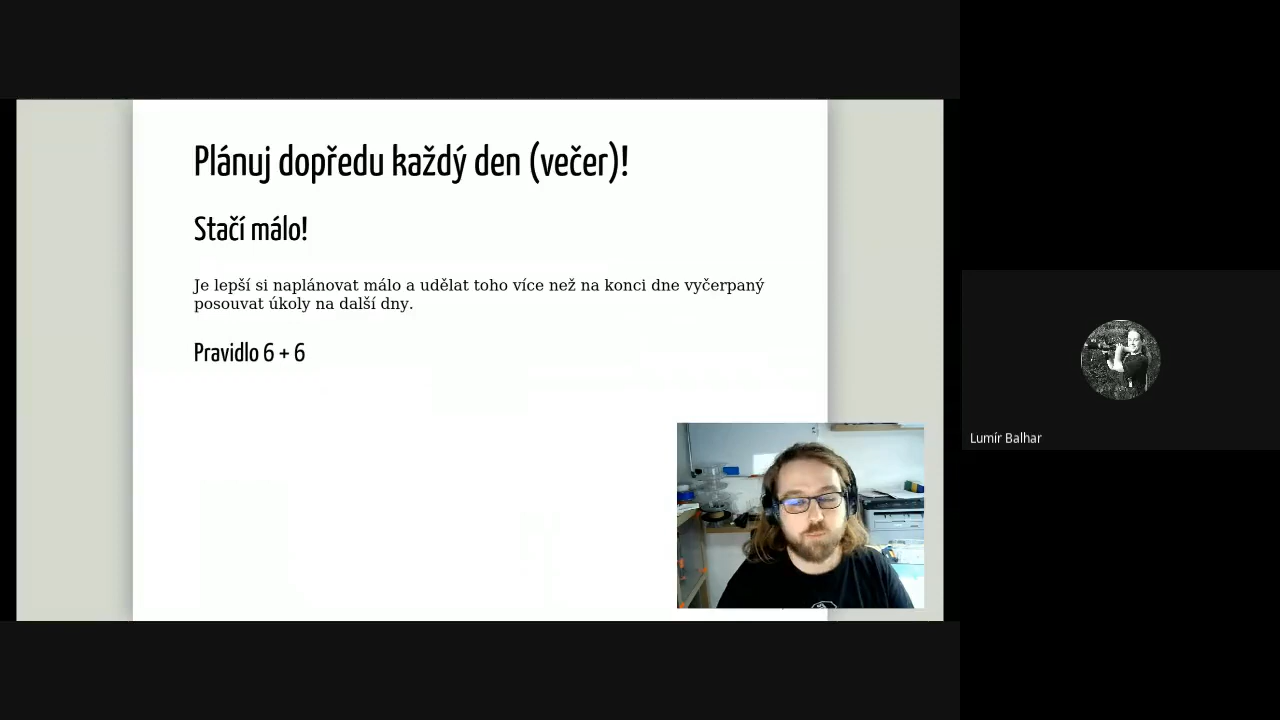 Plánuj dopředu každý den (večer)!
Stačí málo!
Je lepší si naplánovat málo a udělat toho více než na konci dne vyčerpaný
posouvat úkoly na další dny.
Pravidlo 6 + 6
Lumír Balhar